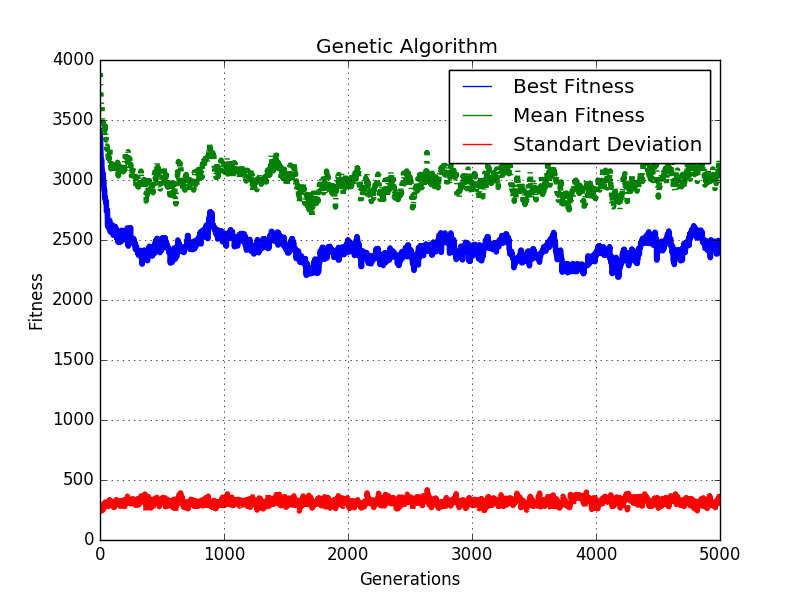 Genetic Algorithm
Best Fitness
Mean Fitness
Standart Deviation
4000
3500
3000
2500
2000
1500
1000
500
0
Fitness
0 1000 2000 3000 4000 5000
Generations